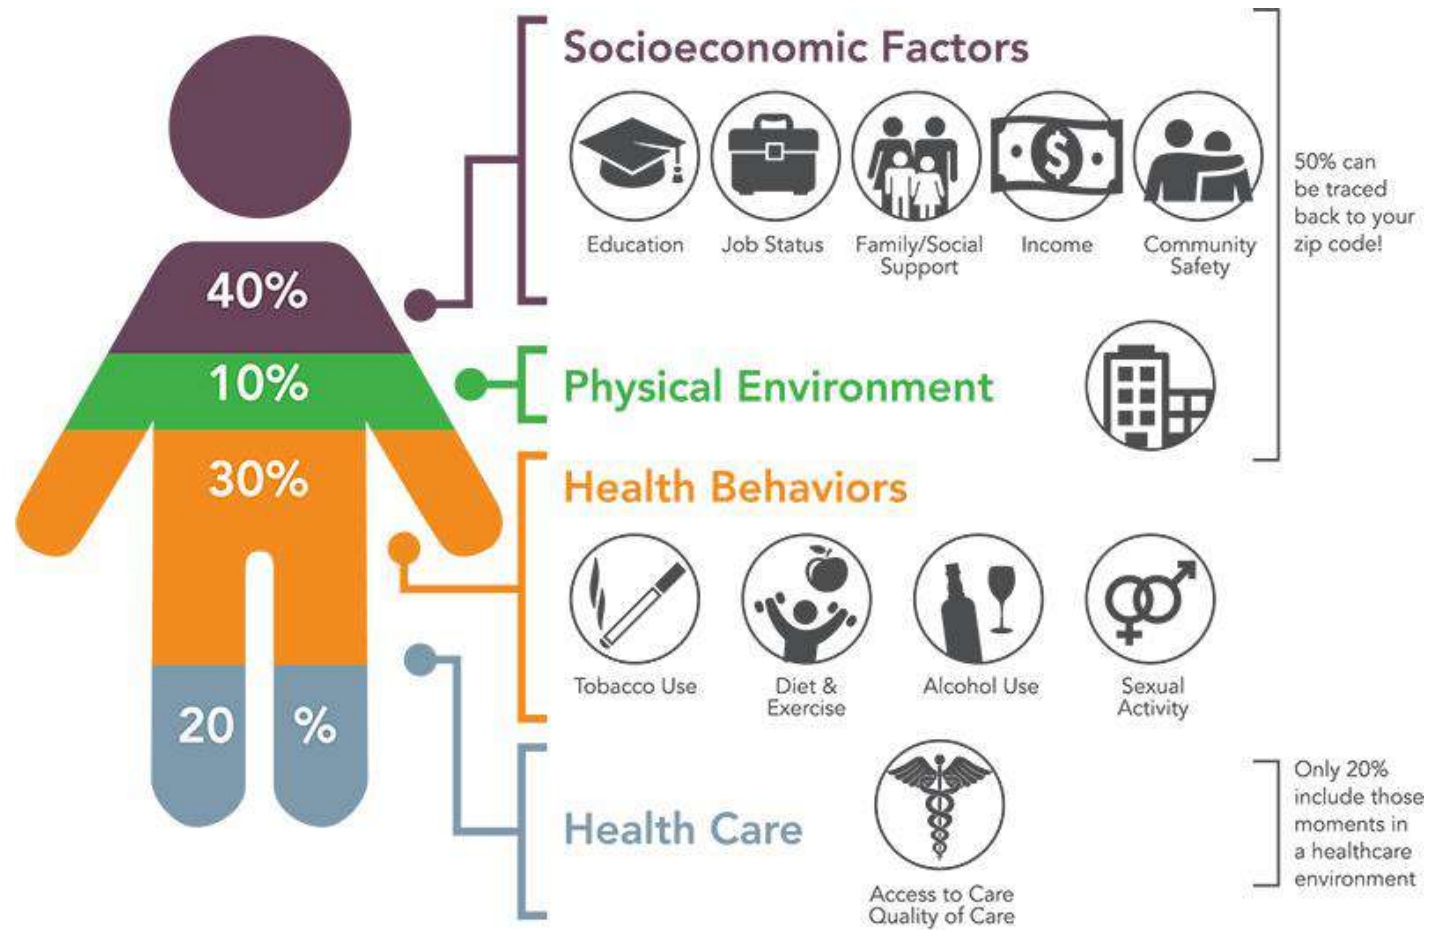 Socioeconomic Factors
Education
Job Status
Family/Social
Support
Income
Community
Safety
50% can
be traced
back to your
zip code!
40%
10%
Physical Environment
30%
Health Behaviors
Tobacco Use
Diet &
Exercise
Alcohol Use
Sexual
Activity
20 %
Health Care
Access to Care
Quality of Care
Only 20%
include those
moments in
a healthcare
environment